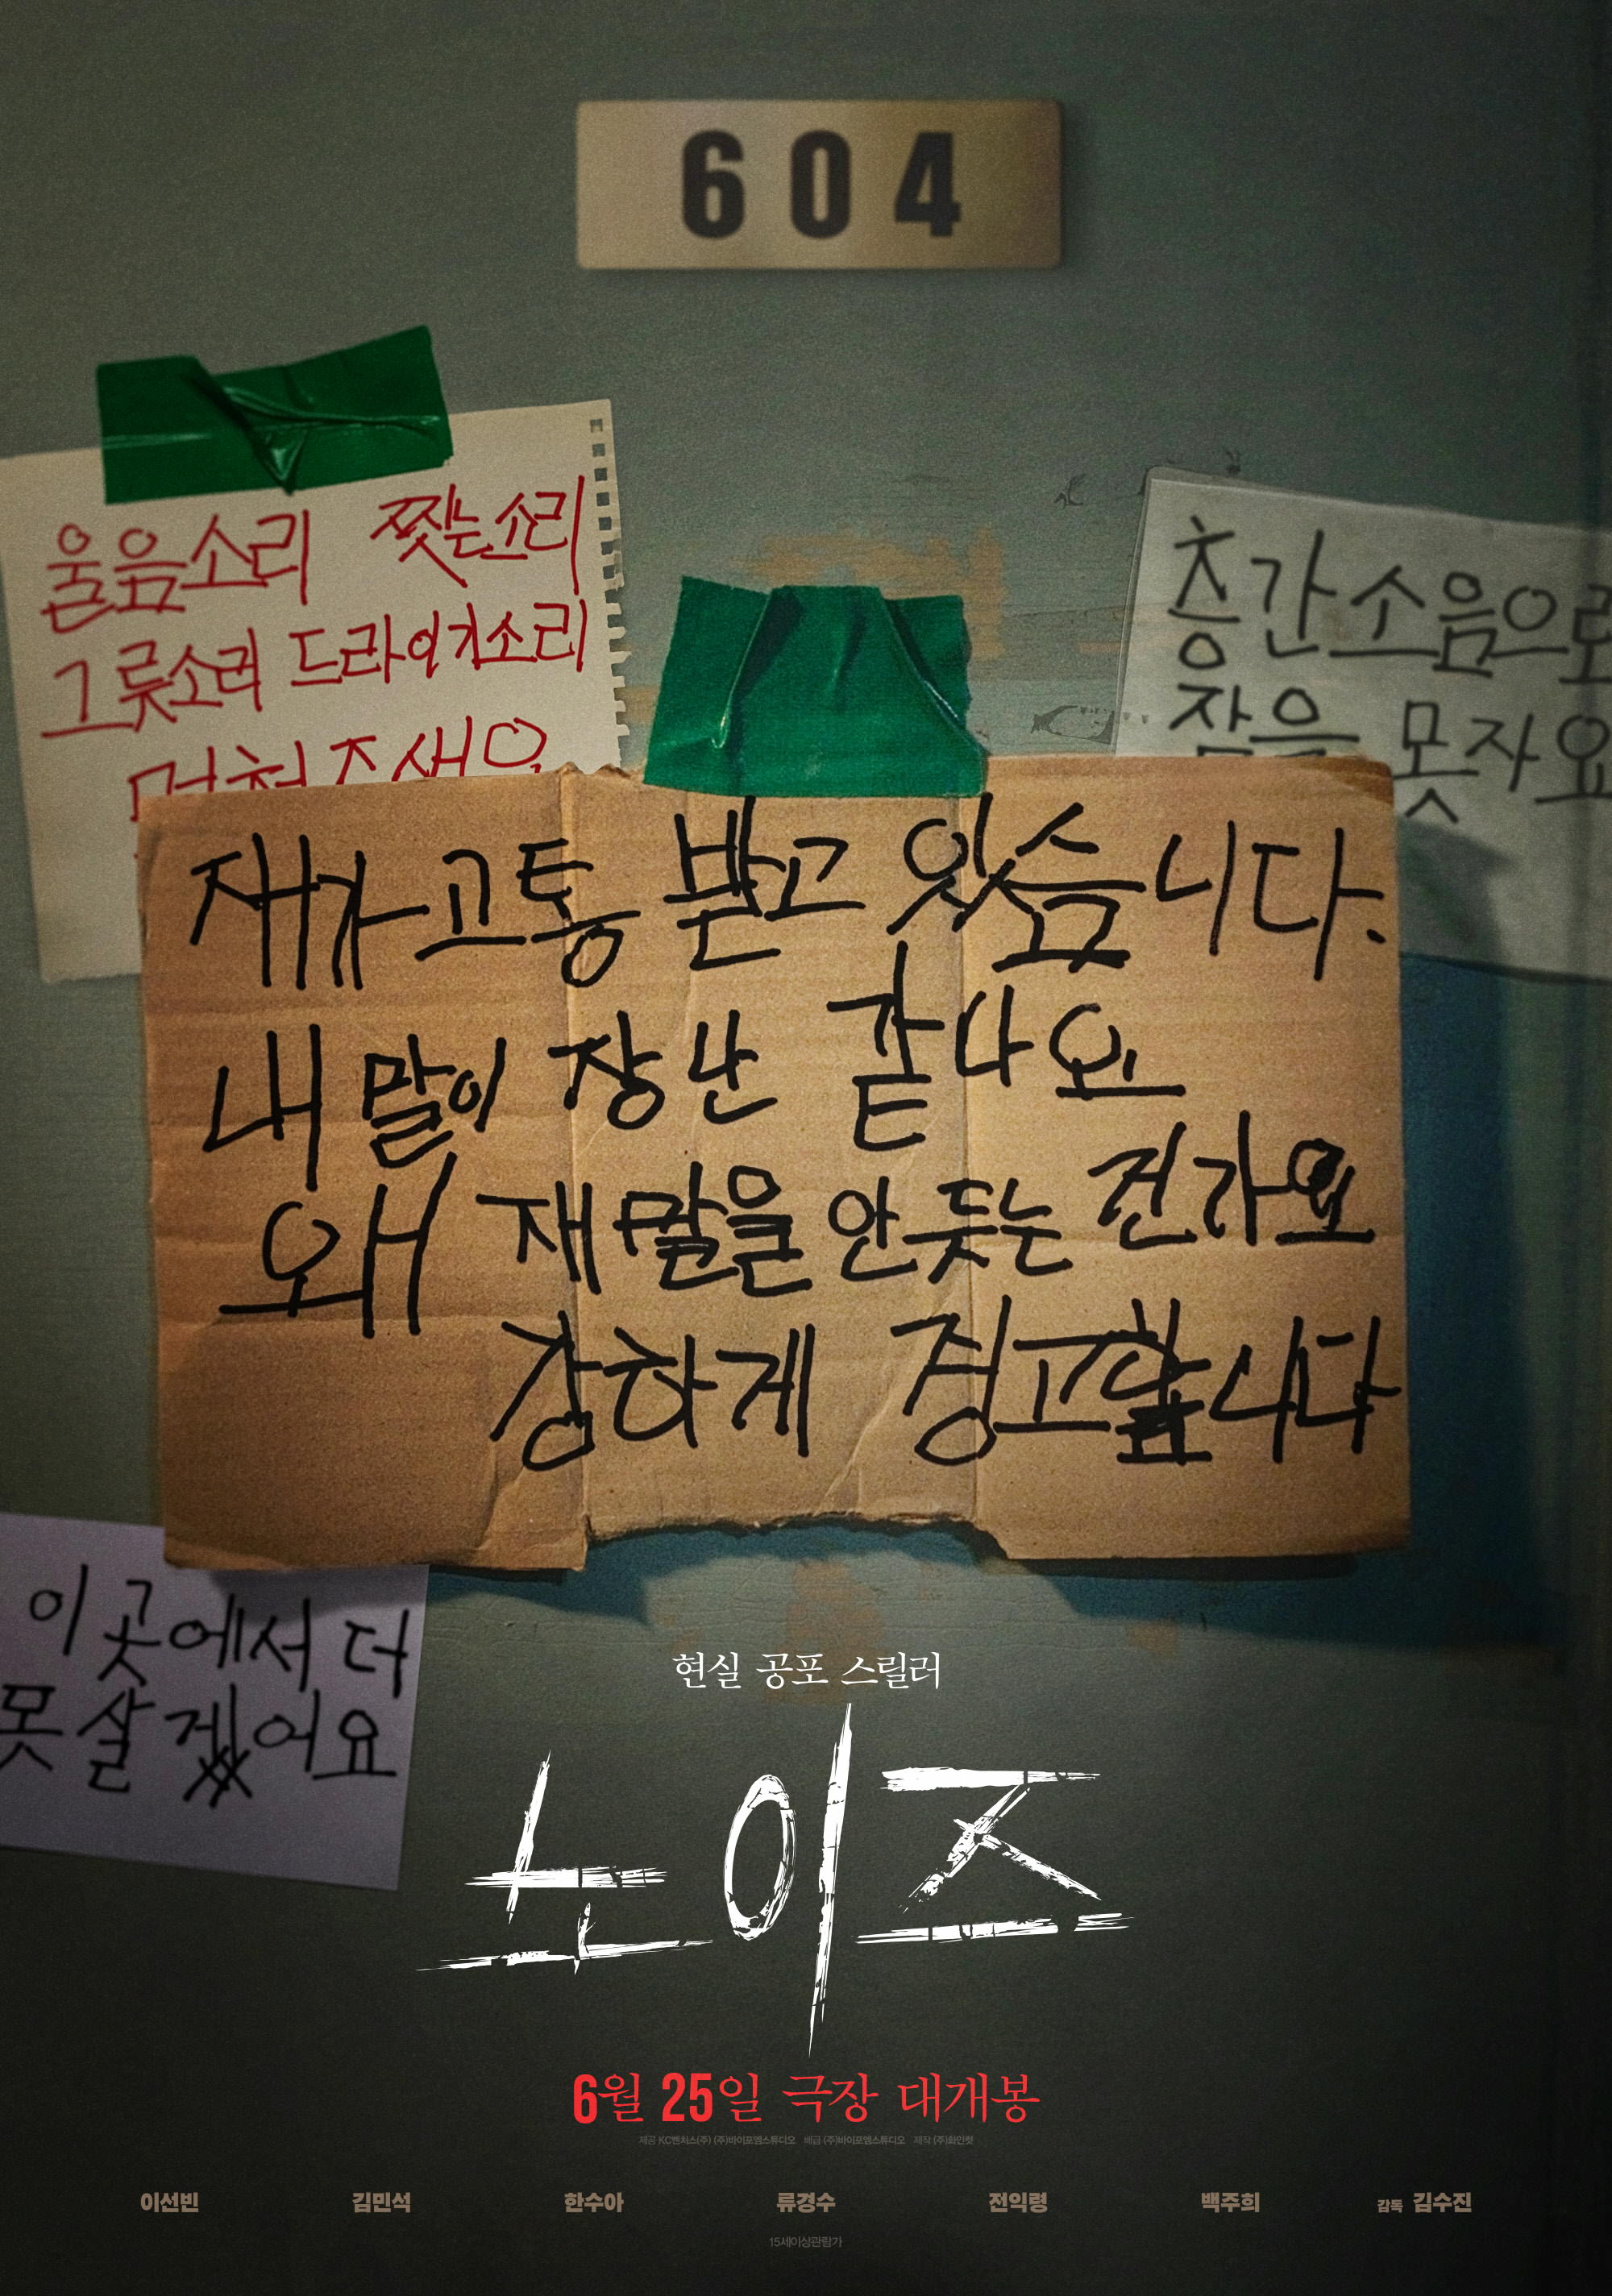 604
울음소리 찢는소리
그릇소리 드라이기소리
멈춰주세요
층간소음으로
잠을 못자요
재가 고통 받고 있습니다.
내 말이 장난 같나요
왜 재 말을 안듯는 건가요
강하게 경고합니다
이곳에서 더
못살겠어요
현실 공포 스릴러
노이즈
6월 25일 극장 대개봉
제공 KC벤처스(주) (주)바이포엠스튜디오 배급 (주)바이포엠스튜디오 제작 (주)화인컷
이선빈 김민석 한수아 류경수 전익령 백주희 감독 김수진
15세이상관람가